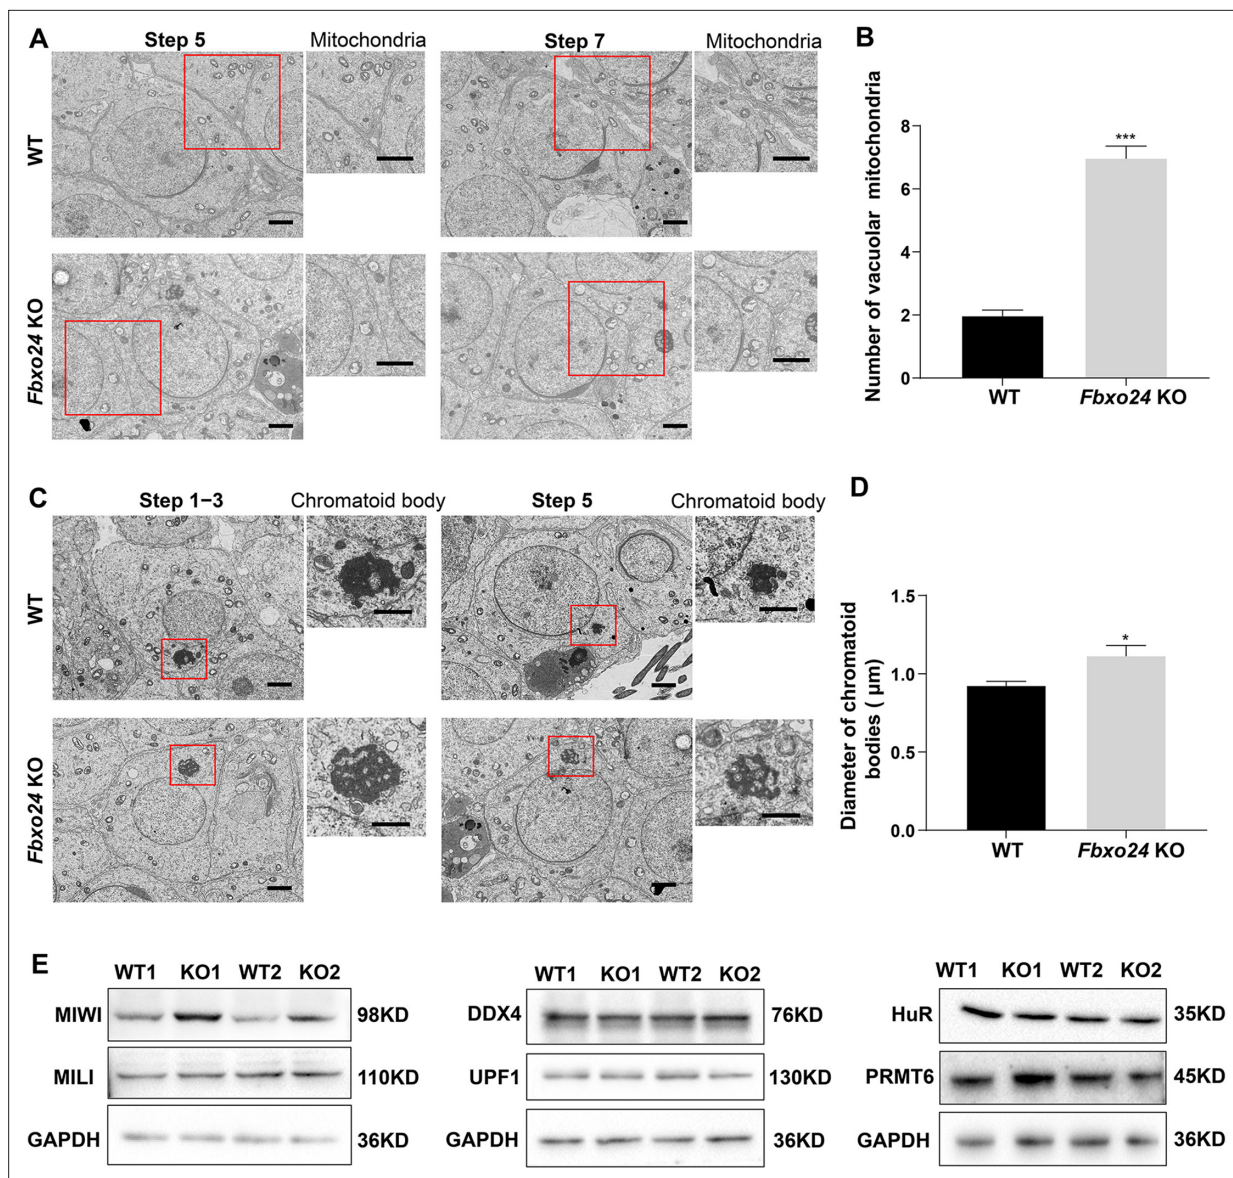 A
Step 5
Mitochondria
Step 7
Mitochondria
WT
Fbxo24 KO
B
Number of vacuolar mitochondria
8
6
4
2
0
***
WT
Fbxo24 KO
C
Step 1–3
Chromatoid body
Step 5
Chromatoid body
WT
Fbxo24 KO
D
Diameter of chromatoid
bodies ( μm)
1.5
1.0
0.5
0.0
*
WT
Fbxo24 KO
E
WT1 KO1 WT2 KO2
MIWI 98KD
MILI 110KD
GAPDH 36KD
WT1 KO1 WT2 KO2
DDX4 76KD
UPF1 130KD
GAPDH 36KD
WT1 KO1 WT2 KO2
HuR 35KD
PRMT6 45KD
GAPDH 36KD